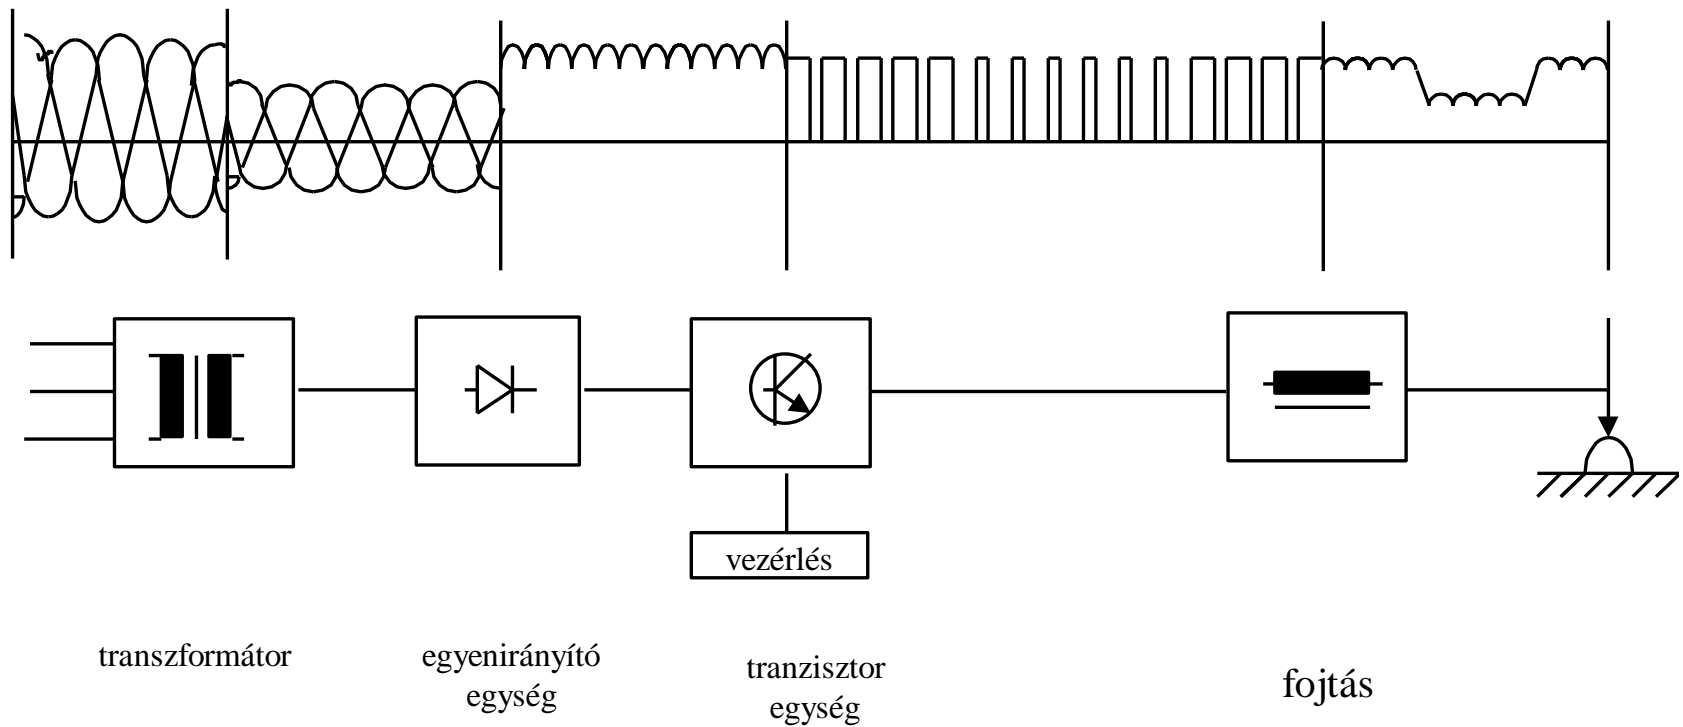 vezérlés
transzformátor
egyenirányító
egység
tranzisztor
egység
fojtás